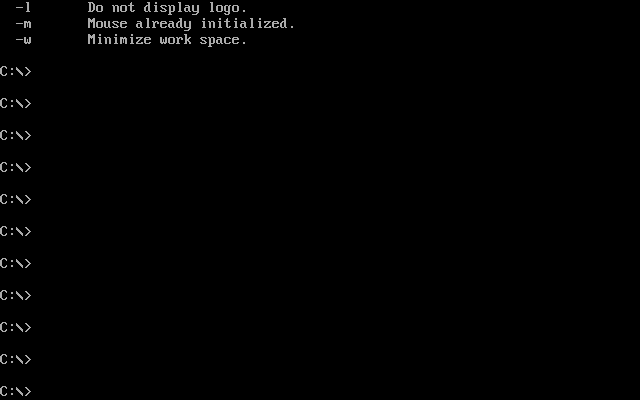 -l       Do not display logo.
-m       Mouse already initialized.
-w       Minimize work space.
C:\>
C:\>
C:\>
C:\>
C:\>
C:\>
C:\>
C:\>
C:\>
C:\>
C:\>